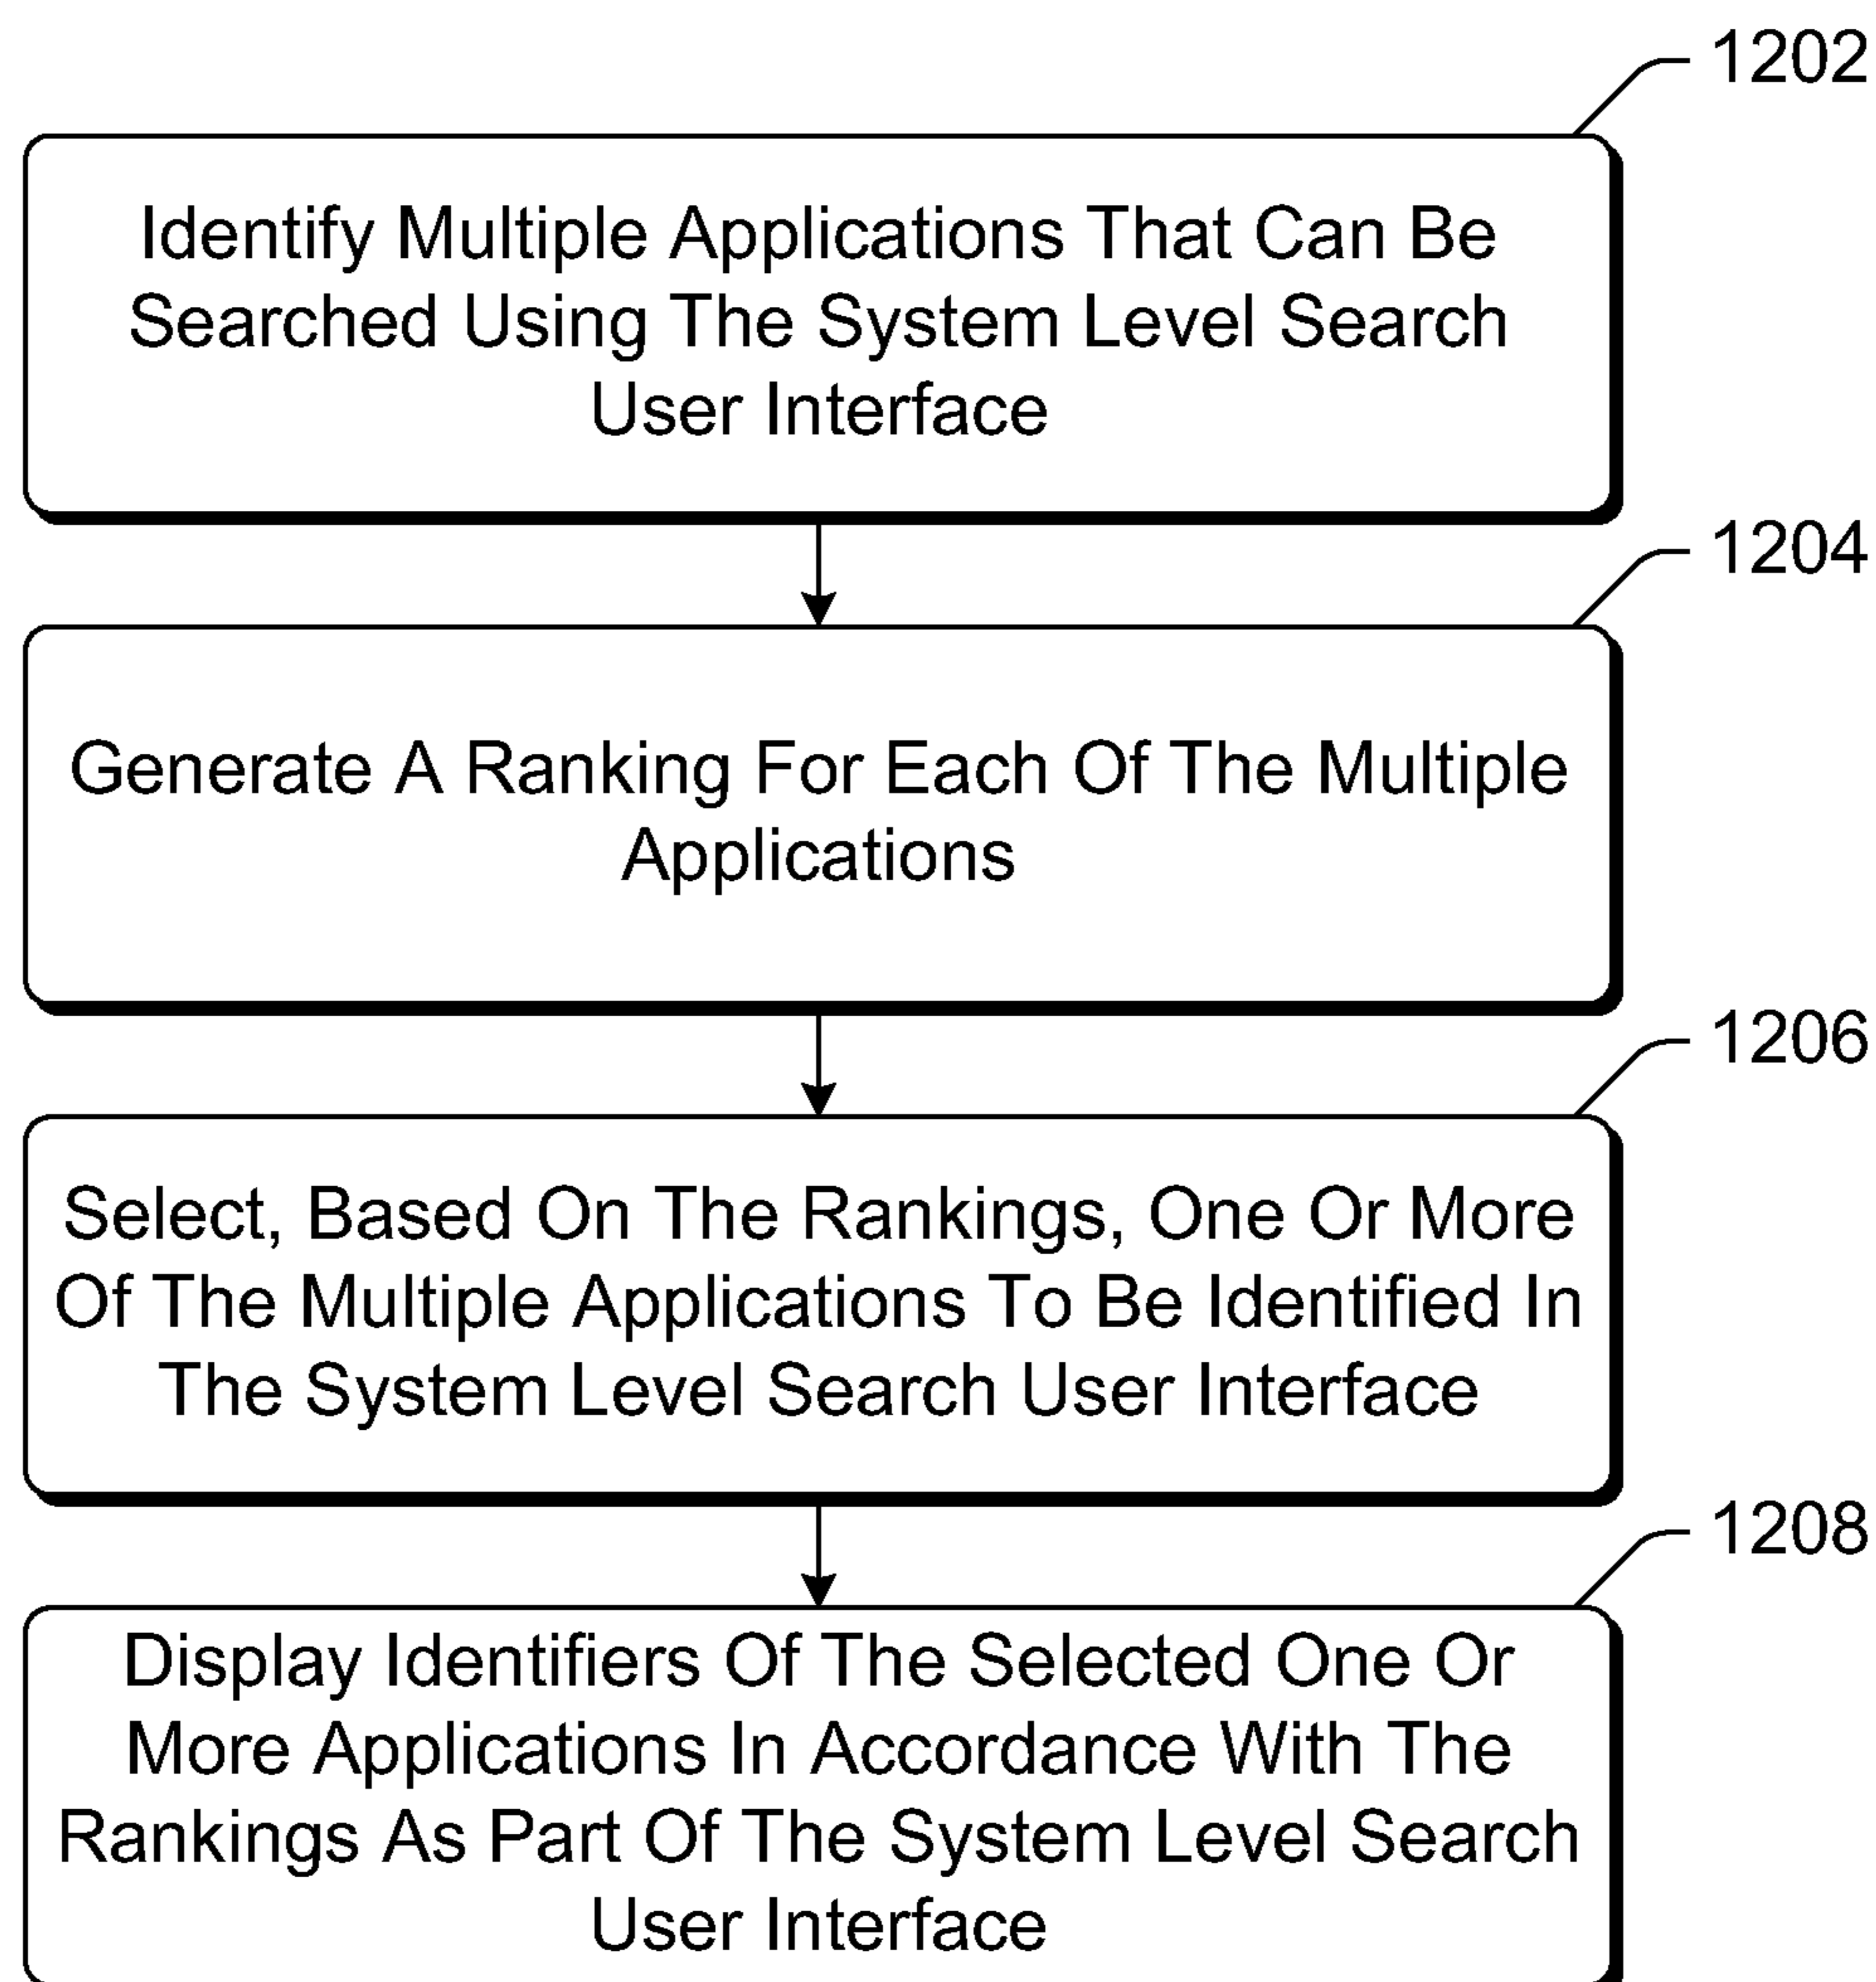 1202
Identify Multiple Applications That Can Be
Searched Using The System Level Search
User Interface
1204
Generate A Ranking For Each Of The Multiple
Applications
1206
Select, Based On The Rankings, One Or More
Of The Multiple Applications To Be Identified In
The System Level Search User Interface
1208
Display Identifiers Of The Selected One Or
More Applications In Accordance With The
Rankings As Part Of The System Level Search
User Interface